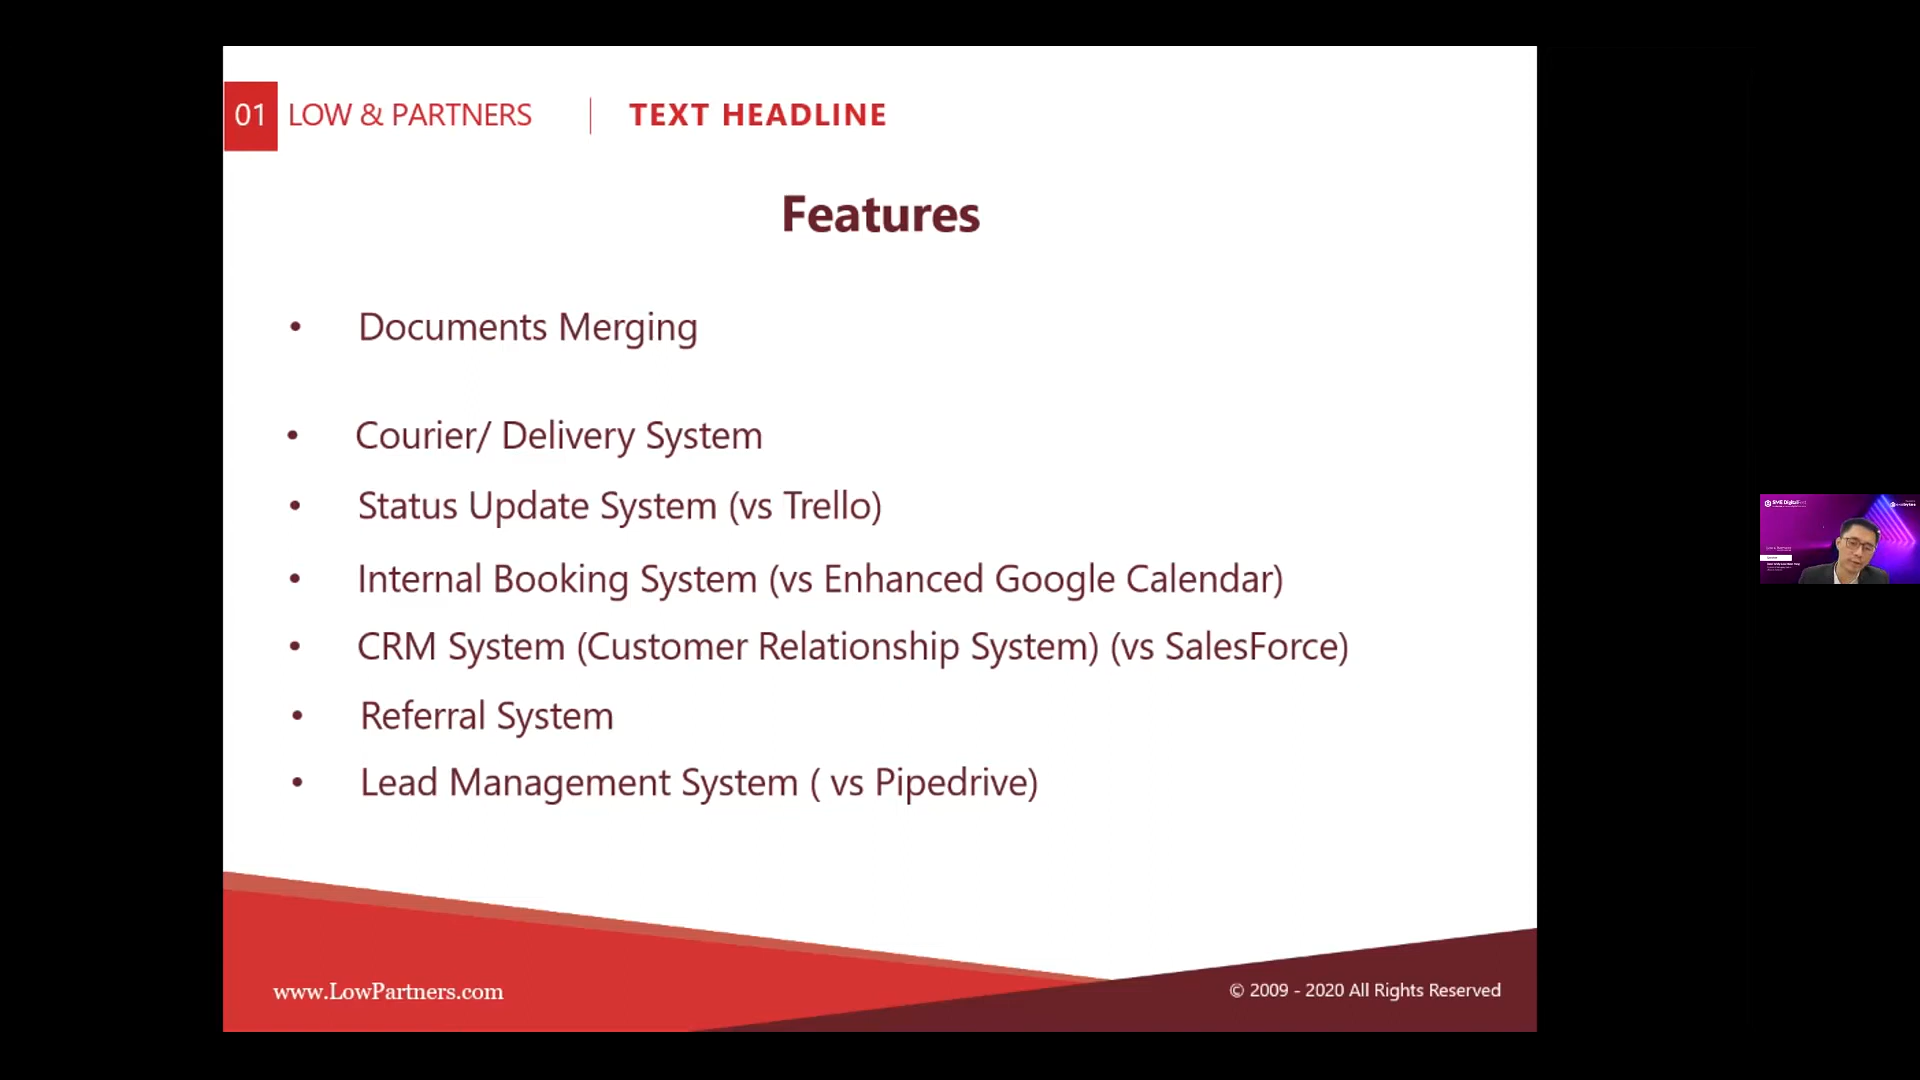 01 LOW & PARTNERS | TEXT HEADLINE
Features
• Documents Merging
• Courier/ Delivery System
• Status Update System (vs Trello)
• Internal Booking System (vs Enhanced Google Calendar)
• CRM System (Customer Relationship System) (vs SalesForce)
• Referral System
• Lead Management System ( vs Pipedrive)
www.LowPartners.com
© 2009 - 2020 All Rights Reserved
SME DigitalFest